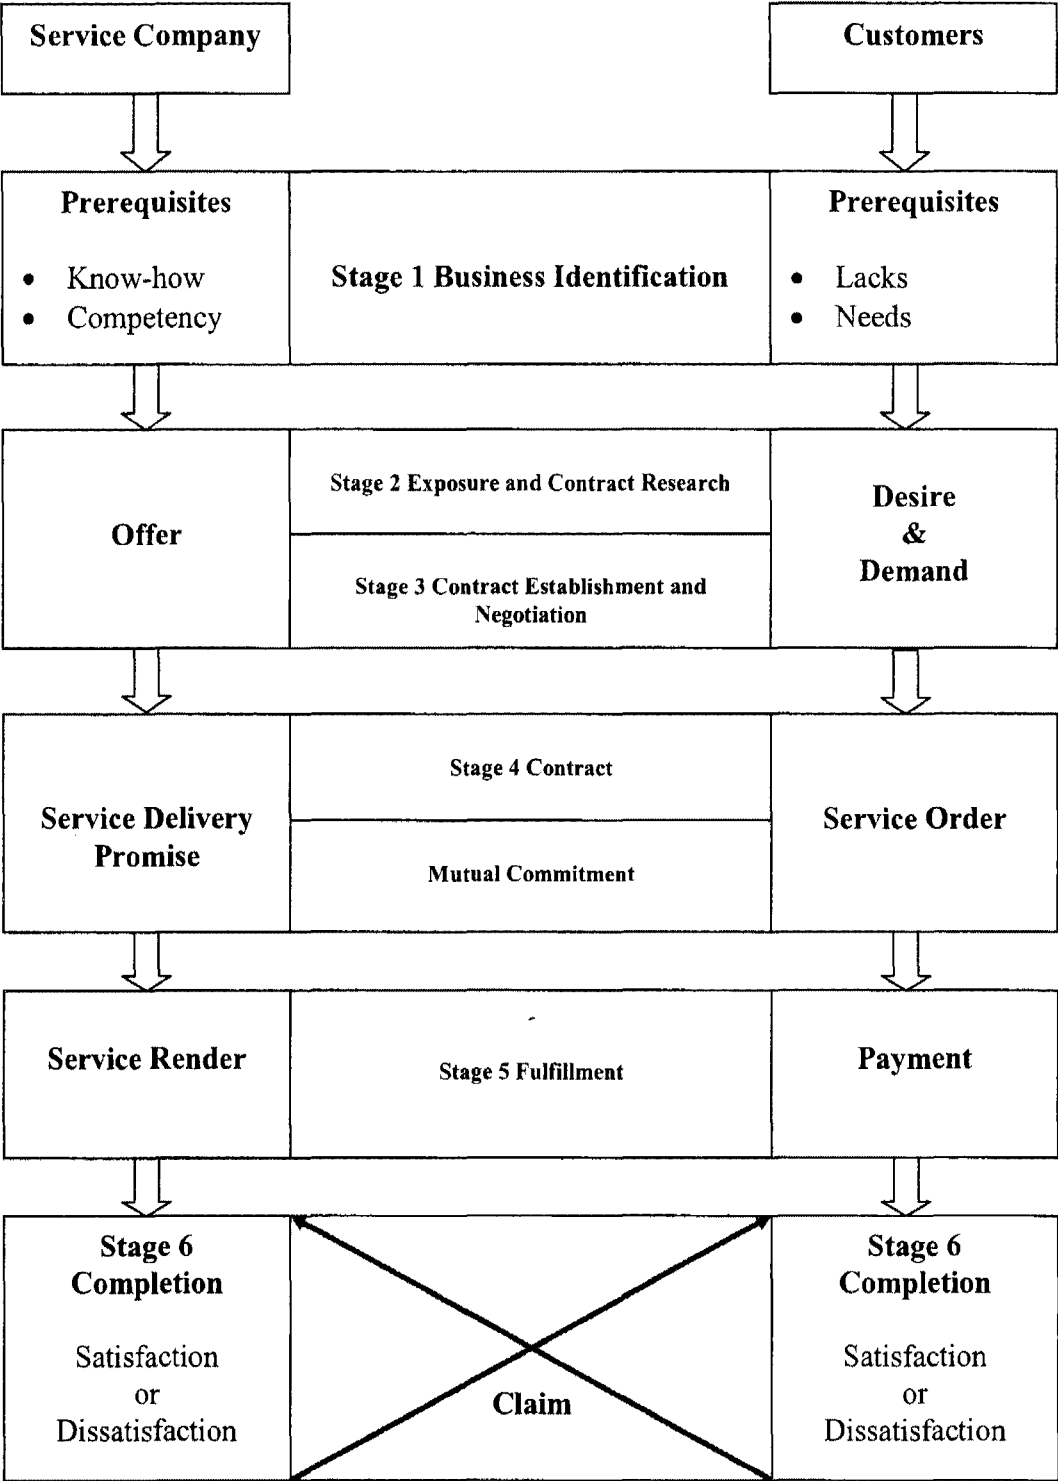 Service Company
Customers
Prerequisites
• Know-how
• Competency
Stage 1 Business Identification
Prerequisites
• Lacks
• Needs
Offer
Stage 2 Exposure and Contract Research
Stage 3 Contract Establishment and
Negotiation
Desire
&
Demand
Service Delivery
Promise
Stage 4 Contract
Mutual Commitment
Service Order
Service Render
Stage 5 Fulfillment
Payment
Stage 6
Completion
Satisfaction
or
Dissatisfaction
Claim
Stage 6
Completion
Satisfaction
or
Dissatisfaction